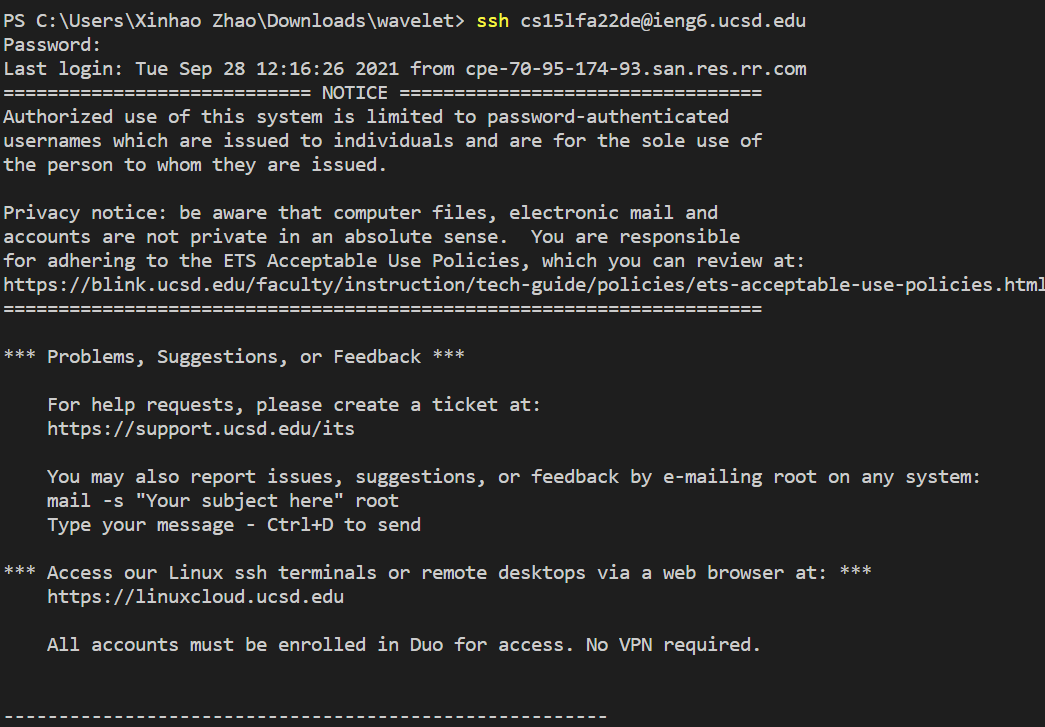 PS C:\Users\Xinhao Zhao\Downloads\wavelet> ssh cs15lfa22de@ieng6.ucsd.edu
Password:
Last login: Tue Sep 28 12:16:26 2021 from cpe-70-95-174-93.san.res.rr.com
============================ NOTICE =================================
Authorized use of this system is limited to password-authenticated
usernames which are issued to individuals and are for the sole use of
the person to whom they are issued.

Privacy notice: be aware that computer files, electronic mail and
accounts are not private in an absolute sense.  You are responsible
for adhering to the ETS Acceptable Use Policies, which you can review at:
https://blink.ucsd.edu/faculty/instruction/tech-guide/policies/ets-acceptable-use-policies.html
=====================================================================

*** Problems, Suggestions, or Feedback ***

    For help requests, please create a ticket at:
    https://support.ucsd.edu/its

    You may also report issues, suggestions, or feedback by e-mailing root on any system:
    mail -s "Your subject here" root
    Type your message - Ctrl+D to send

*** Access our Linux ssh terminals or remote desktops via a web browser at: ***
    https://linuxcloud.ucsd.edu

    All accounts must be enrolled in Duo for access. No VPN required.


-------------------------------------------------------